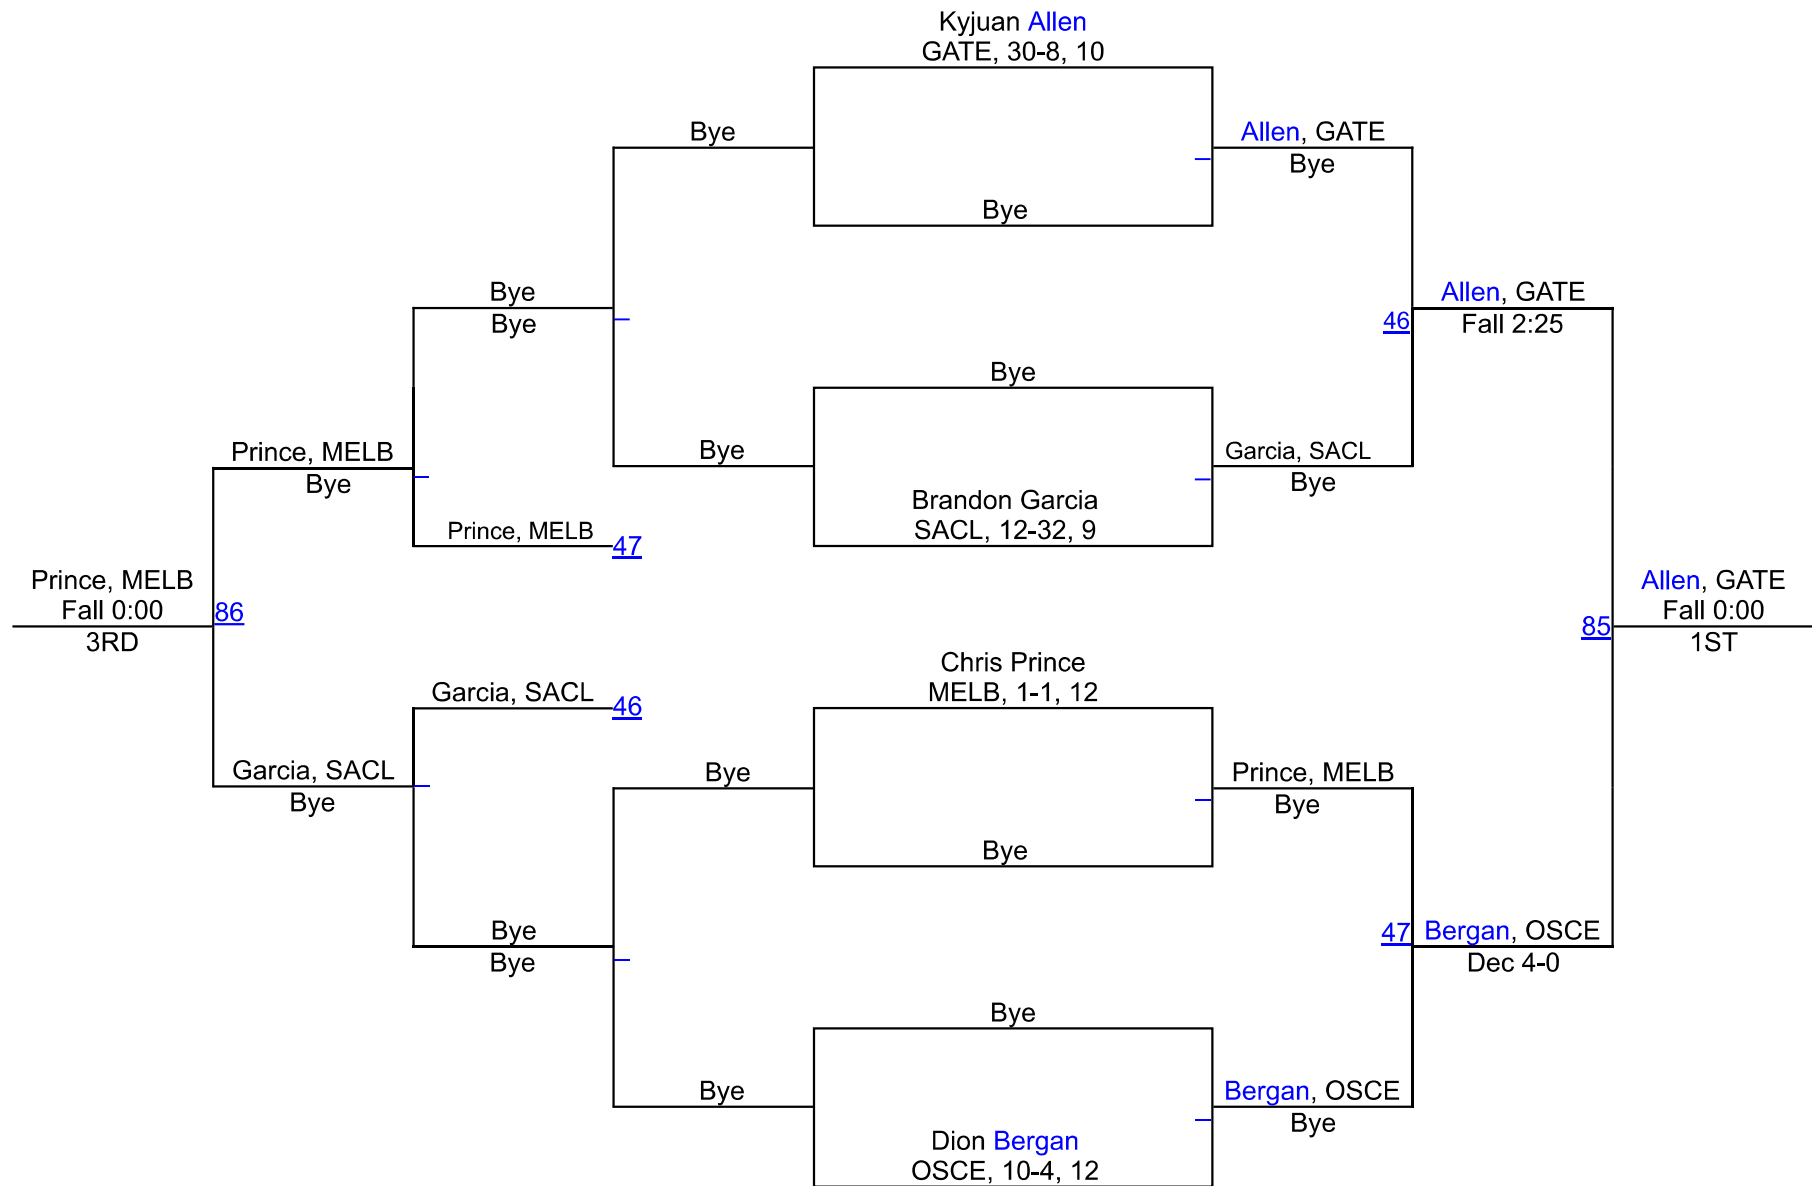 Kyjuan Allen
GATE, 30-8, 10
Bye
Allen, GATE
Bye
Bye
Bye
Bye
Allen, GATE
46
Fall 2:25
Bye
Prince, MELB
Bye
Bye
Garcia, SACL
Bye
Brandon Garcia
SACL, 12-32, 9
Prince, MELB
47
Prince, MELB
Fall 0:00
3RD
86
Allen, GATE
Fall 0:00
1ST
85
Chris Prince
MELB, 1-1, 12
Garcia, SACL
46
Garcia, SACL
Bye
Bye
Prince, MELB
Bye
Bye
Bye
Bye
47
Bergan, OSCE
Dec 4-0
Bye
Bye
Bergan, OSCE
Bye
Dion Bergan
OSCE, 10-4, 12